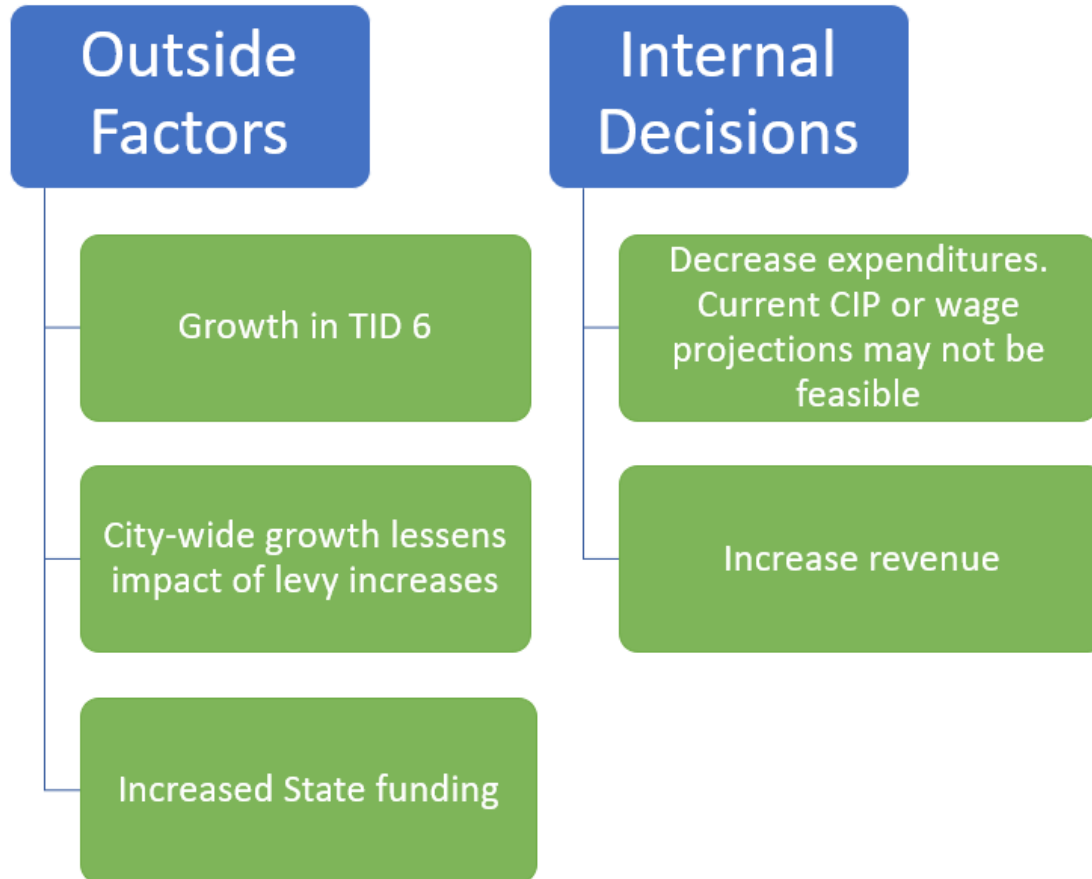 Outside
Factors
Growth in TID 6
City-wide growth lessens
impact of levy increases
Increased State funding
Internal
Decisions
Decrease expenditures.
Current CIP or wage
projections may not be
feasible
Increase revenue